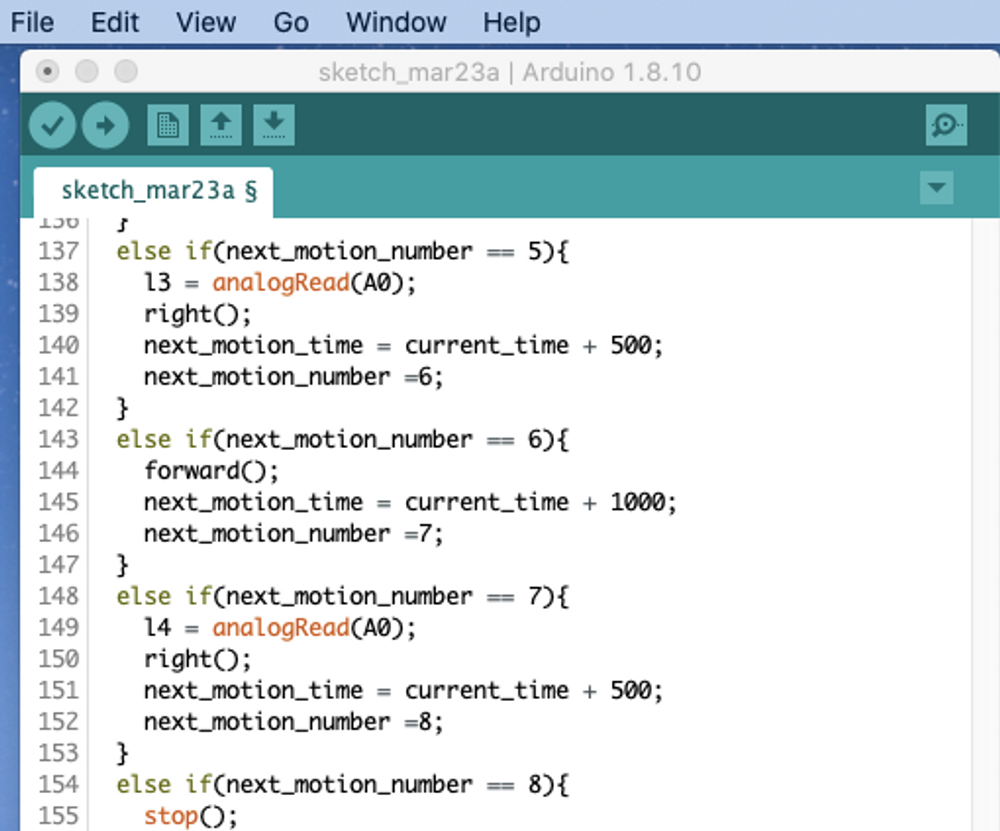 File Edit View Go Window Help
sketch_mar23a | Arduino 1.8.10
sketch_mar23a §
136 }
137 else if(next_motion_number == 5){
138 l3 = analogRead(A0);
139 right();
140 next_motion_time = current_time + 500;
141 next_motion_number =6;
142 }
143 else if(next_motion_number == 6){
144 forward();
145 next_motion_time = current_time + 1000;
146 next_motion_number =7;
147 }
148 else if(next_motion_number == 7){
149 l4 = analogRead(A0);
150 right();
151 next_motion_time = current_time + 500;
152 next_motion_number =8;
153 }
154 else if(next_motion_number == 8){
155 stop();